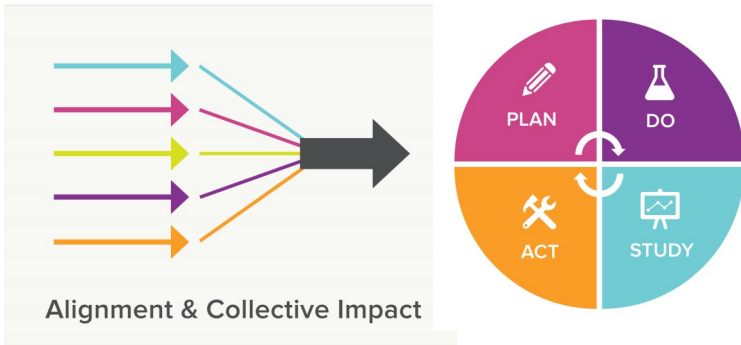 Alignment & Collective Impact
PLAN
DO
ACT
STUDY